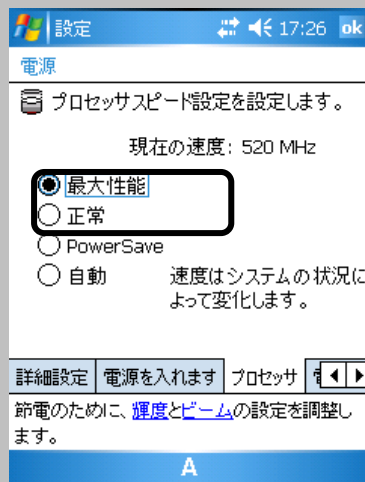 設定 17:26 ok
電源
プロセッサスピード設定を設定します。
現在の速度: 520 MHz
最大性能
正常
PowerSave
自動 速度はシステムの状況に
よって変化します。
詳細設定 電源を入れます プロセッサ
節電のために、輝度とビームの設定を調整し
ます。
A